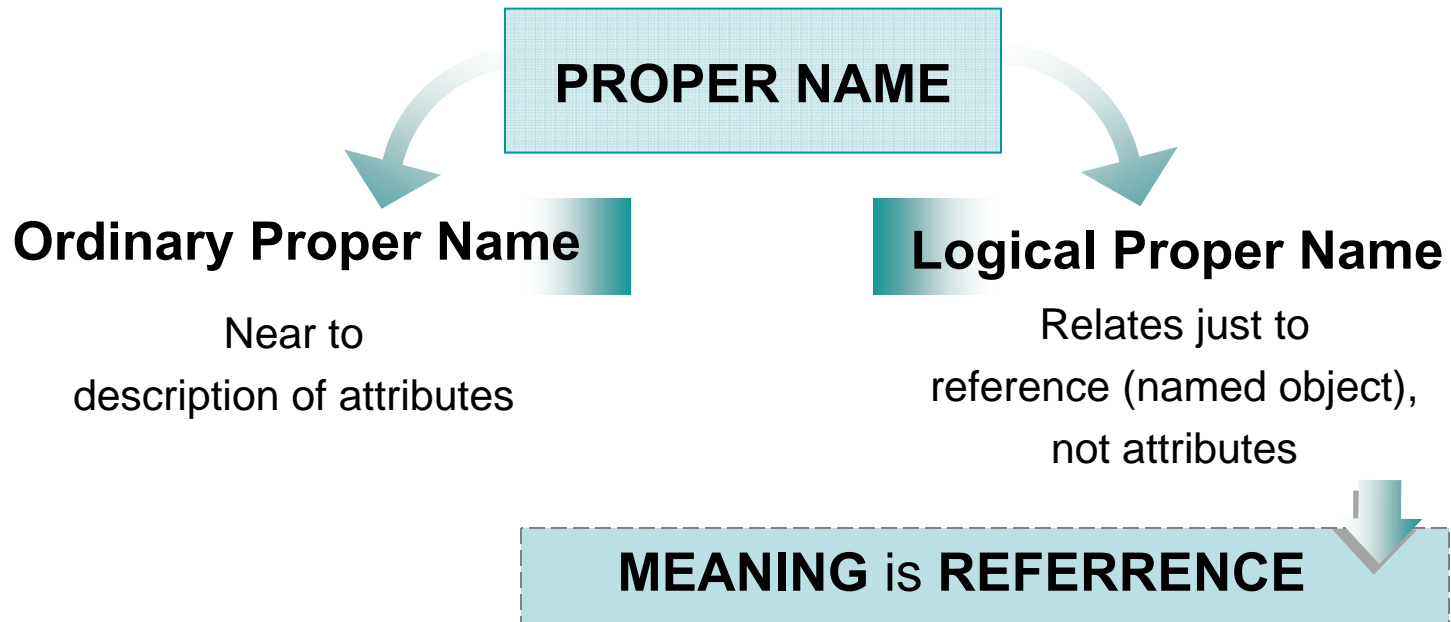 PROPER NAME
Ordinary Proper Name
Near to
description of attributes
Logical Proper Name
Relates just to
reference (named object),
not attributes
MEANING is REFERRENCE